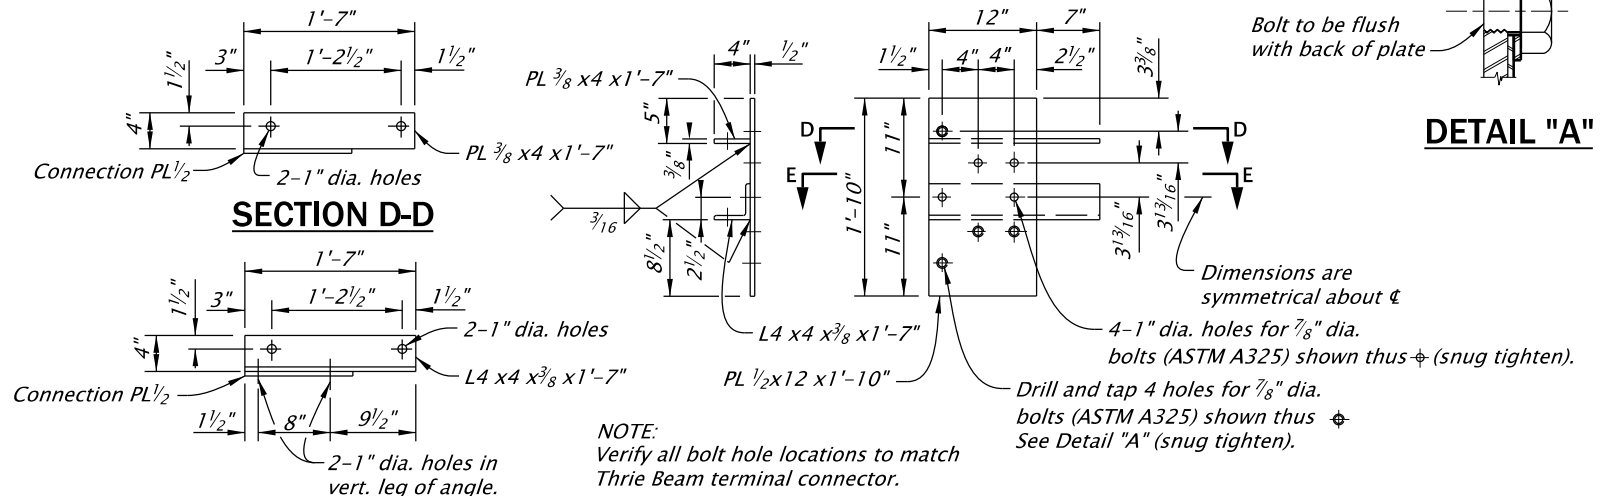 1'-7"
3"
1'-2½"
1½"
1½"
4"
Connection PL½
2-1" dia. holes
PL ⅜ x4 x1'-7"
SECTION D-D
1'-7"
3"
1'-2½"
1½"
1½"
4"
2-1" dia. holes
L4 x4 x⅜ x1'-7"
Connection PL½
1½"
8"
9½"
2-1" dia. holes in
vert. leg of angle.
4"
½"
PL ⅜ x4 x1'-7"
5"
⅜"
3/16
8½"
2½"
L4 x4 x⅜ x1'-7"
12"
7"
1½"
4"
4"
2½"
3⅜"
D
D
E
E
11"
1'-10"
11"
3 13/16"
3 13/16"
Dimensions are
symmetrical about ℄
4-1" dia. holes for ⅞" dia.
bolts (ASTM A325) shown thus (snug tighten).
PL ½x12 x1'-10"
Drill and tap 4 holes for ⅞" dia.
bolts (ASTM A325) shown thus
See Detail "A" (snug tighten).
NOTE:
Verify all bolt hole locations to match
Thrie Beam terminal connector.
Bolt to be flush
with back of plate
DETAIL "A"